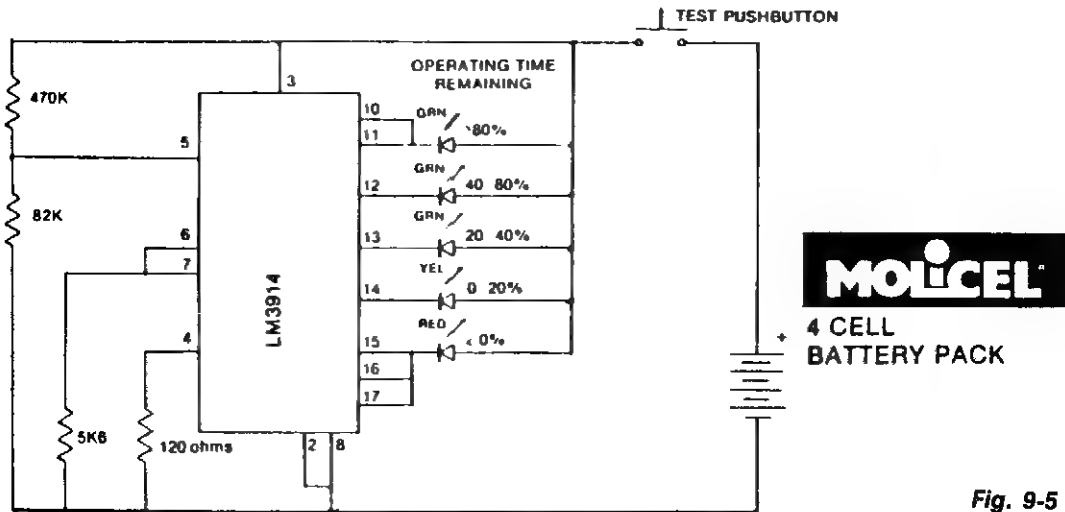 TEST PUSHBUTTON
OPERATING TIME
REMAINING
3
470K
10
GRN
>80%
11
5
GRN
12
40 80%
82K
GRN
13
20 40%
6
7
YEL
14
0 20%
LM3914
RED
4
15
< 0%
16
17
MOLiCEL
+
4 CELL
BATTERY PACK
5K6
120 ohms
2
8
Fig. 9-5